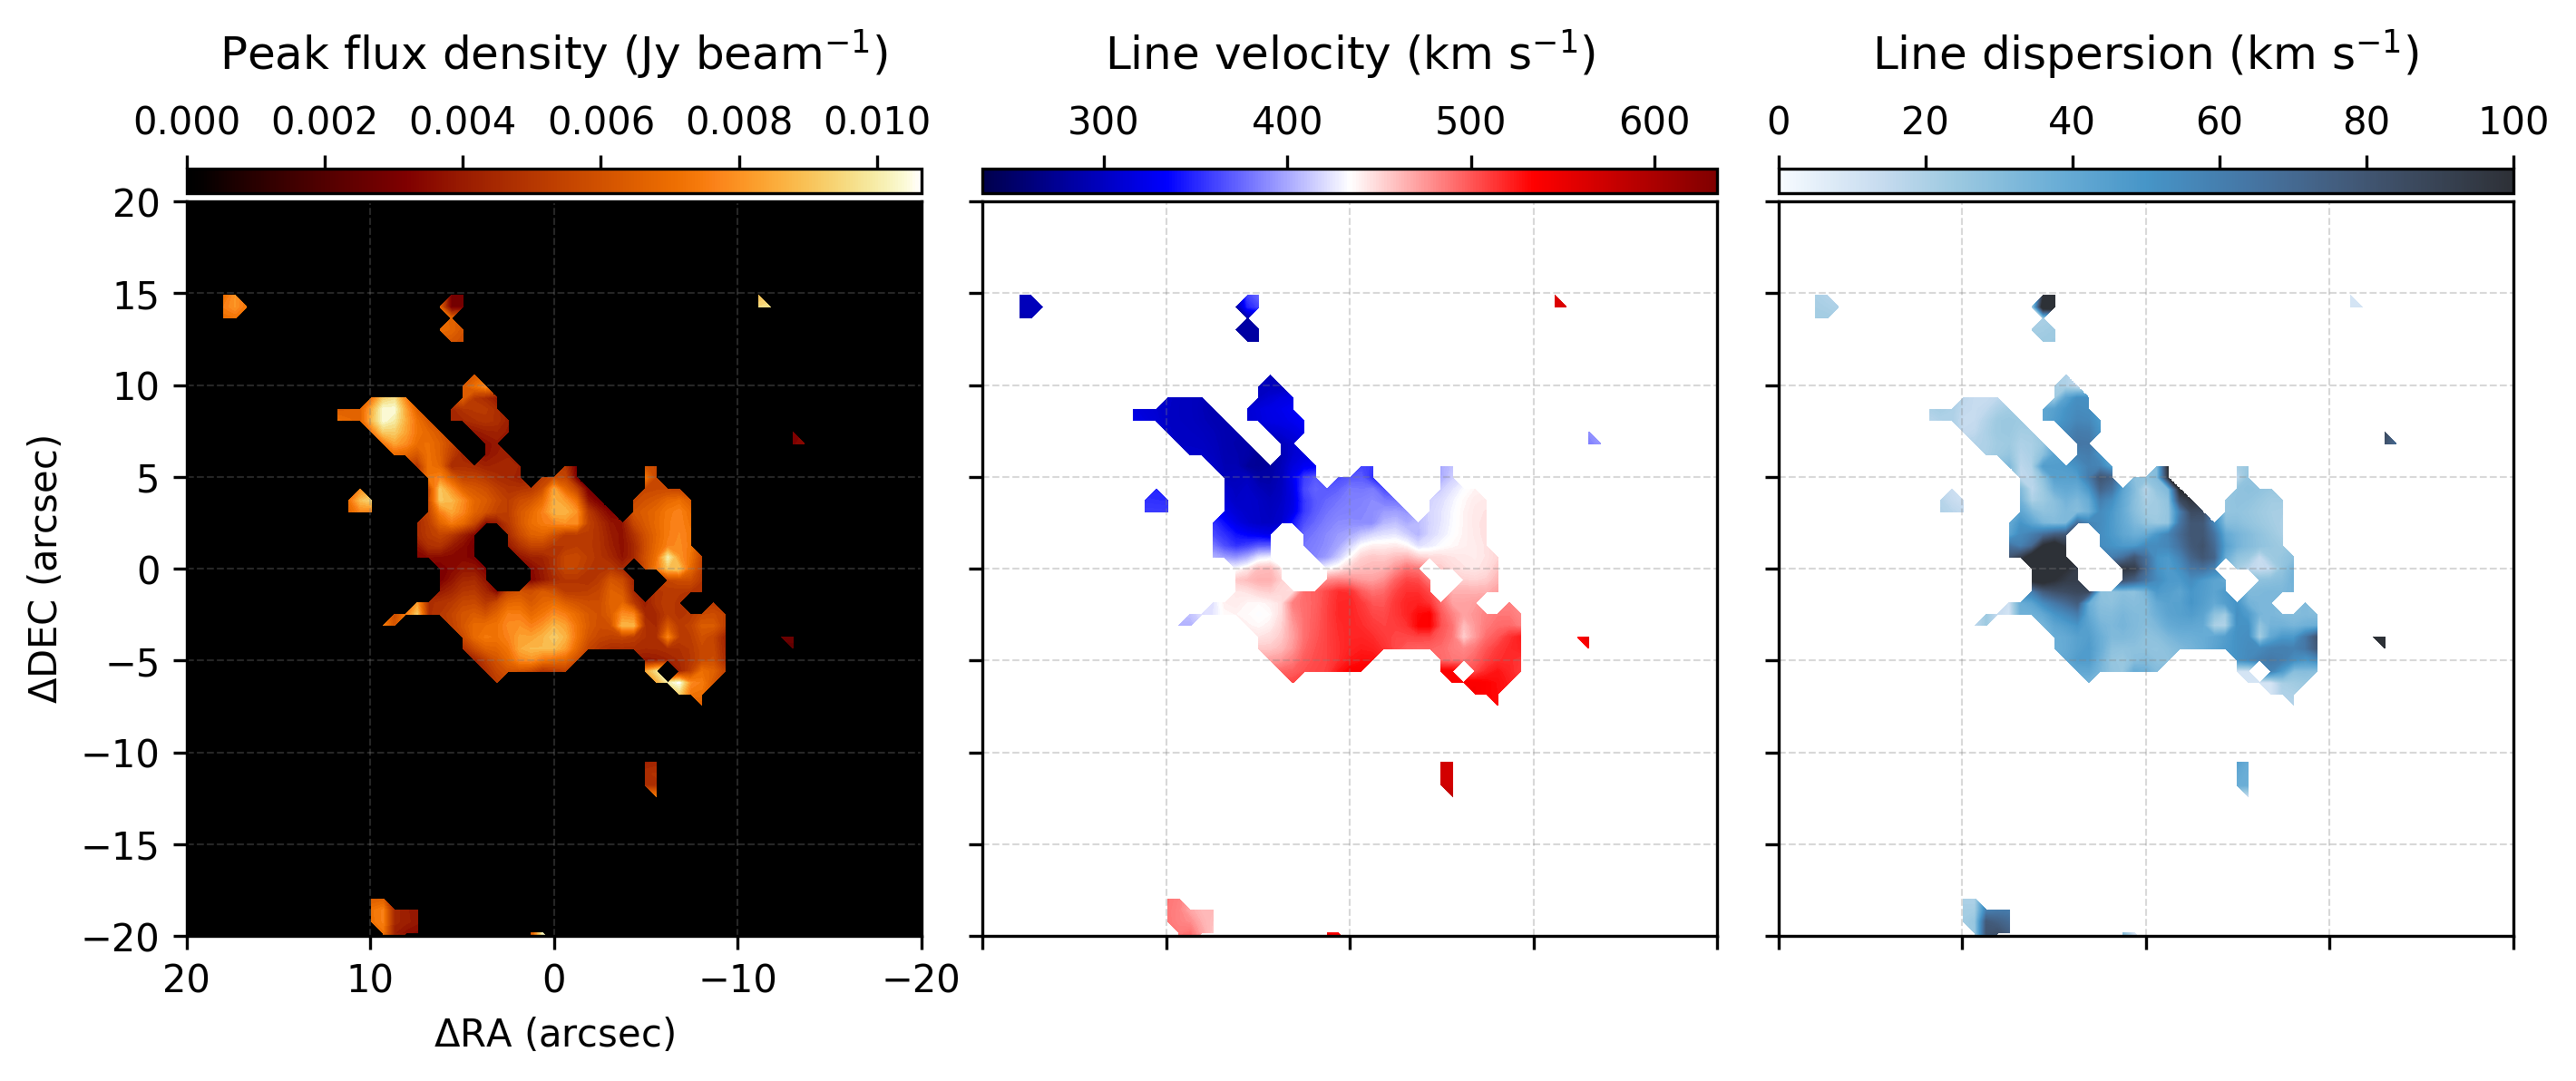 Peak flux density (Jy beam⁻¹) Line velocity (km s⁻¹) Line dispersion (km s⁻¹)
0.000 0.002 0.004 0.006 0.008 0.010 300 400 500 600 0 20 40 60 80 100
20
15
10
5
0
−5
−10
−15
−20
ΔDEC (arcsec)
20 10 0 −10 −20
ΔRA (arcsec)